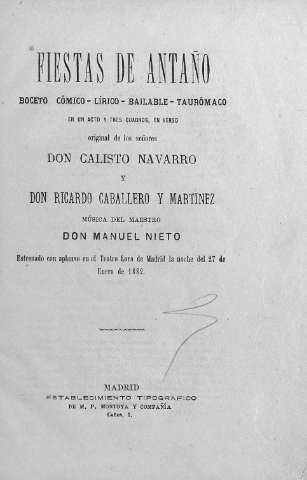 FIESTAS DE ANTAÑO
BOCETO CÓMICO-LÍRICO-BAILABLE-TAURÓMACO
EN UN ACTO Y TRES CUADROS, EN VERSO
original de los señores
DON CALISTO NAVARRO
Y
DON RICARDO CABALLERO Y MARTINEZ
MÚSICA DEL MAESTRO
DON MANUEL NIETO
Estrenado con aplauso en el Teatro Lara de Madrid la noche del 27 de
Enero de 1882.
MADRID
ESTABLECIMIENTO TIPOGRÁFICO
DE M. P. MONTOYA Y COMPAÑÍA
Caños, 1.